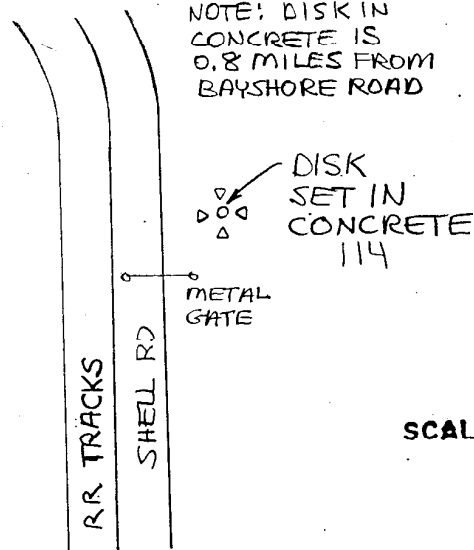 NOTE: DISK IN
CONCRETE IS
0.8 MILES FROM
BAYSHORE ROAD
DISK
SET IN
CONCRETE
114
METAL
GATE
RR TRACKS
SHELL RD
SCAL